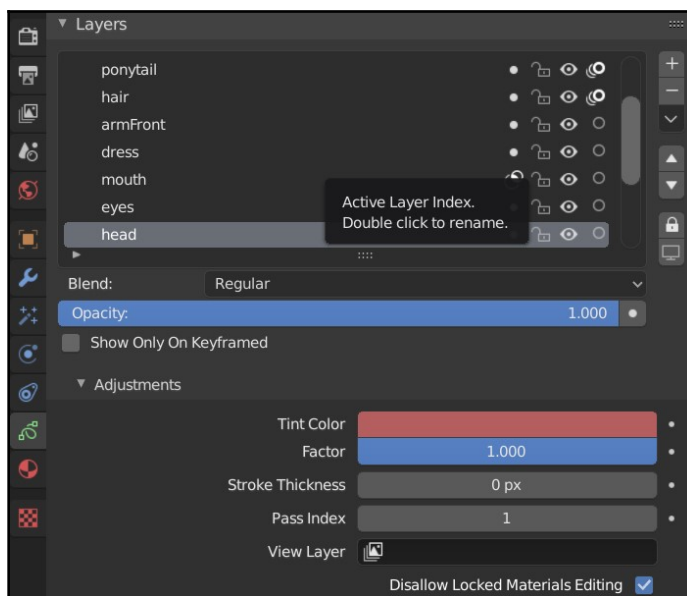 Layers
ponytail
hair
armFront
dress
mouth
eyes
head
Active Layer Index.
Double click to rename.
Blend: Regular
Opacity: 1.000
Show Only On Keyframed
Adjustments
Tint Color
Factor 1.000
Stroke Thickness 0 px
Pass Index 1
View Layer
Disallow Locked Materials Editing